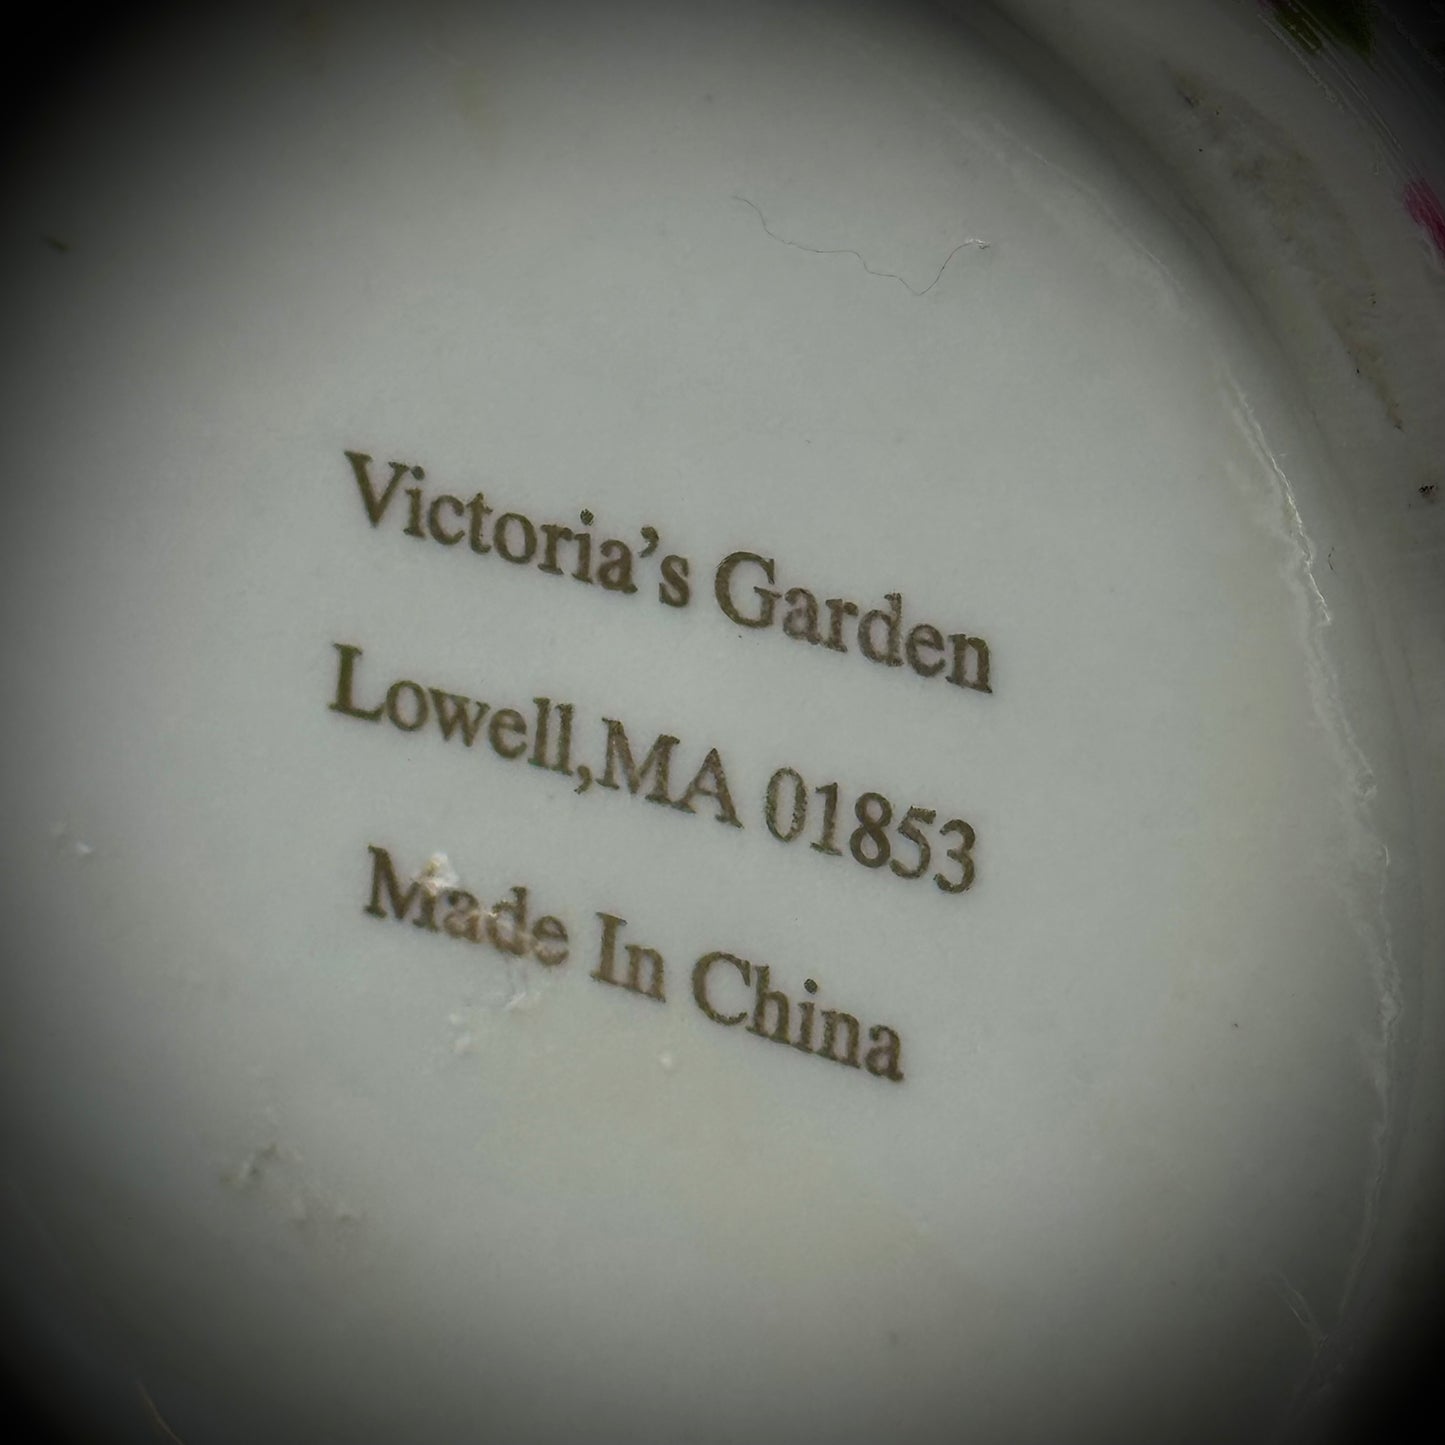 Victoria’s Garden
Lowell,MA 01853
Made In China